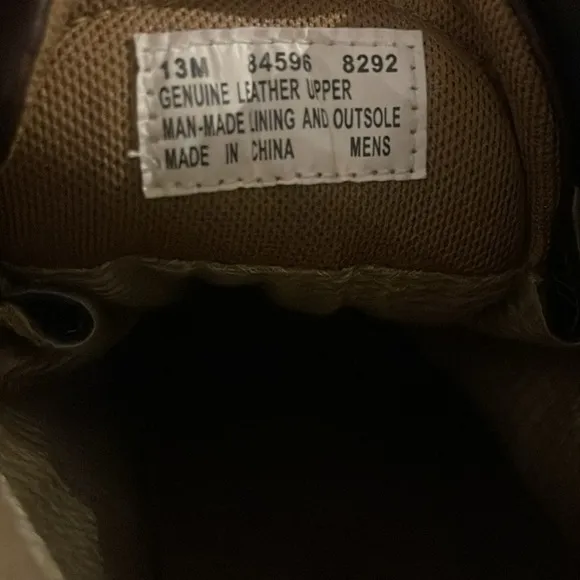 13M 84596 8292
GENUINE LEATHER UPPER
MAN-MADE LINING AND OUTSOLE
MADE IN CHINA MENS